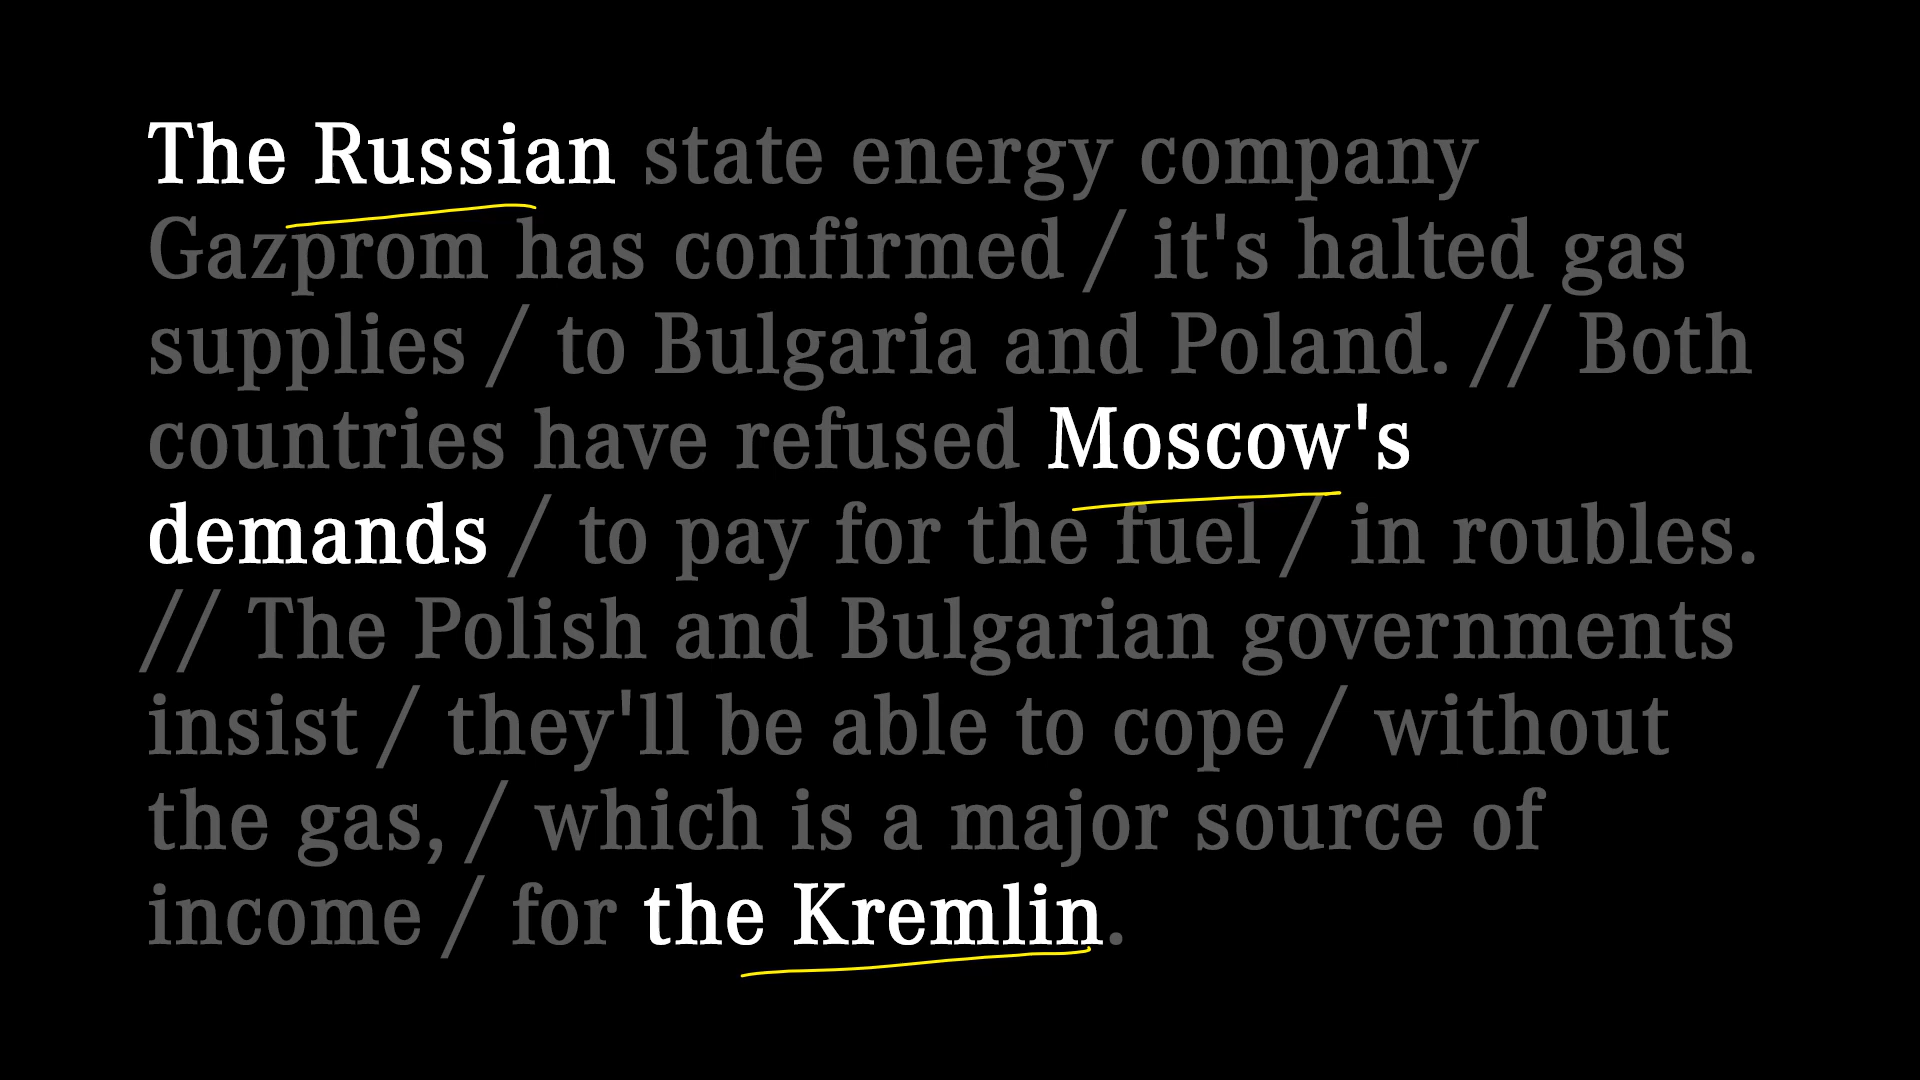 The Russian state energy company
Gazprom has confirmed / it's halted gas
supplies / to Bulgaria and Poland. // Both
countries have refused Moscow's
demands / to pay for the fuel / in roubles.
// The Polish and Bulgarian governments
insist / they'll be able to cope / without
the gas, / which is a major source of
income / for the Kremlin.